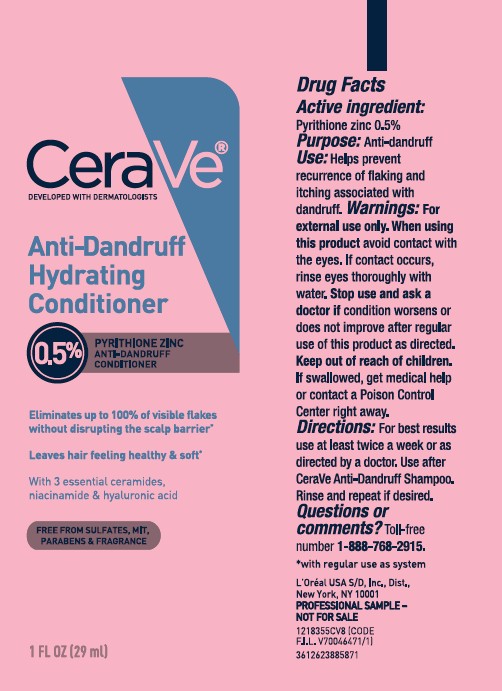 CeraVe®
DEVELOPED WITH DERMATOLOGISTS
Anti-Dandruff
Hydrating
Conditioner
0.5%
PYRITHIONE ZINC
ANTI-DANDRUFF
CONDITIONER
Eliminates up to 100% of visible flakes
without disrupting the scalp barrier*
Leaves hair feeling healthy & soft*
With 3 essential ceramides,
niacinamide & hyaluronic acid
FREE FROM SULFATES, MIT,
PARABENS & FRAGRANCE
1 FL OZ (29 ml)
Drug Facts
Active ingredient:
Pyrithione zinc 0.5%
Purpose: Anti-dandruff
Use: Helps prevent
recurrence of flaking and
itching associated with
dandruff. Warnings: For
external use only. When using
this product avoid contact with
the eyes. If contact occurs,
rinse eyes thoroughly with
water. Stop use and ask a
doctor if condition worsens or
does not improve after regular
use of this product as directed.
Keep out of reach of children.
If swallowed, get medical help
or contact a Poison Control
Center right away.
Directions: For best results
use at least twice a week or as
directed by a doctor. Use after
CeraVe Anti-Dandruff Shampoo.
Rinse and repeat if desired.
Questions or
comments? Toll-free
number 1-888-768-2915.
*with regular use as system
L'Oréal USA S/D, Inc., Dist.,
New York, NY 10001
PROFESSIONAL SAMPLE –
NOT FOR SALE
1218355CV8 (CODE
F.I.L. V70046471/1)
3612623885871